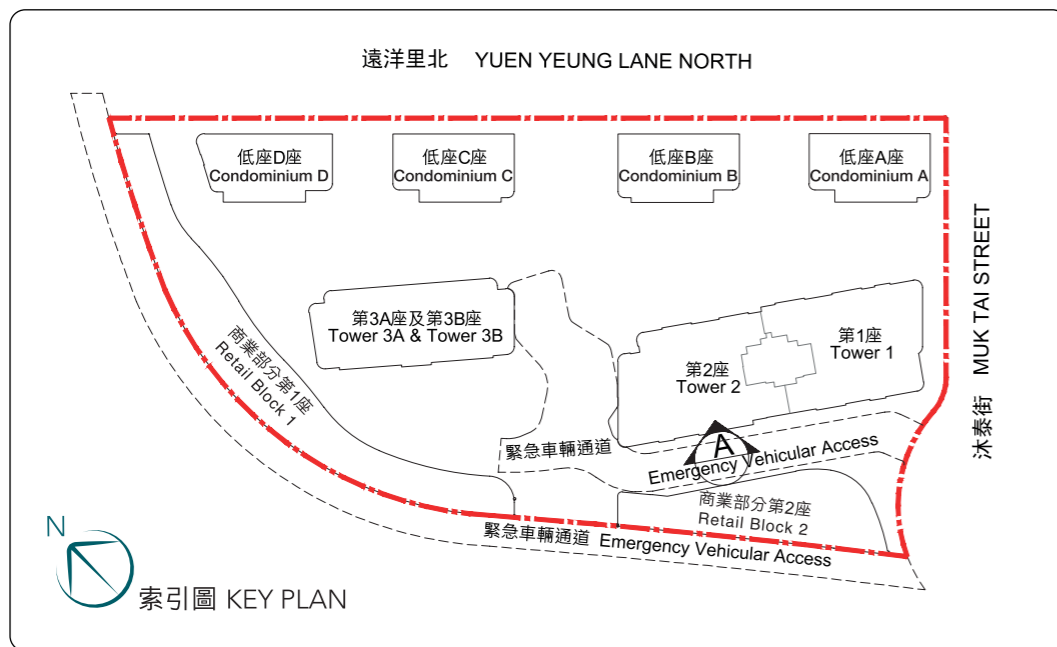 遠洋里北 YUEN YEUNG LANE NORTH
低座D座
Condominium D
低座C座
Condominium C
低座B座
Condominium B
低座A座
Condominium A
沐泰街 MUK TAI STREET
第3A座及第3B座
Tower 3A & Tower 3B
第1座
Tower 1
第2座
Tower 2
商業部分第1座
Retail Block 1
A
緊急車輛通道 Emergency Vehicular Access
商業部分第2座
Retail Block 2
緊急車輛通道 Emergency Vehicular Access
N
索引圖 KEY PLAN